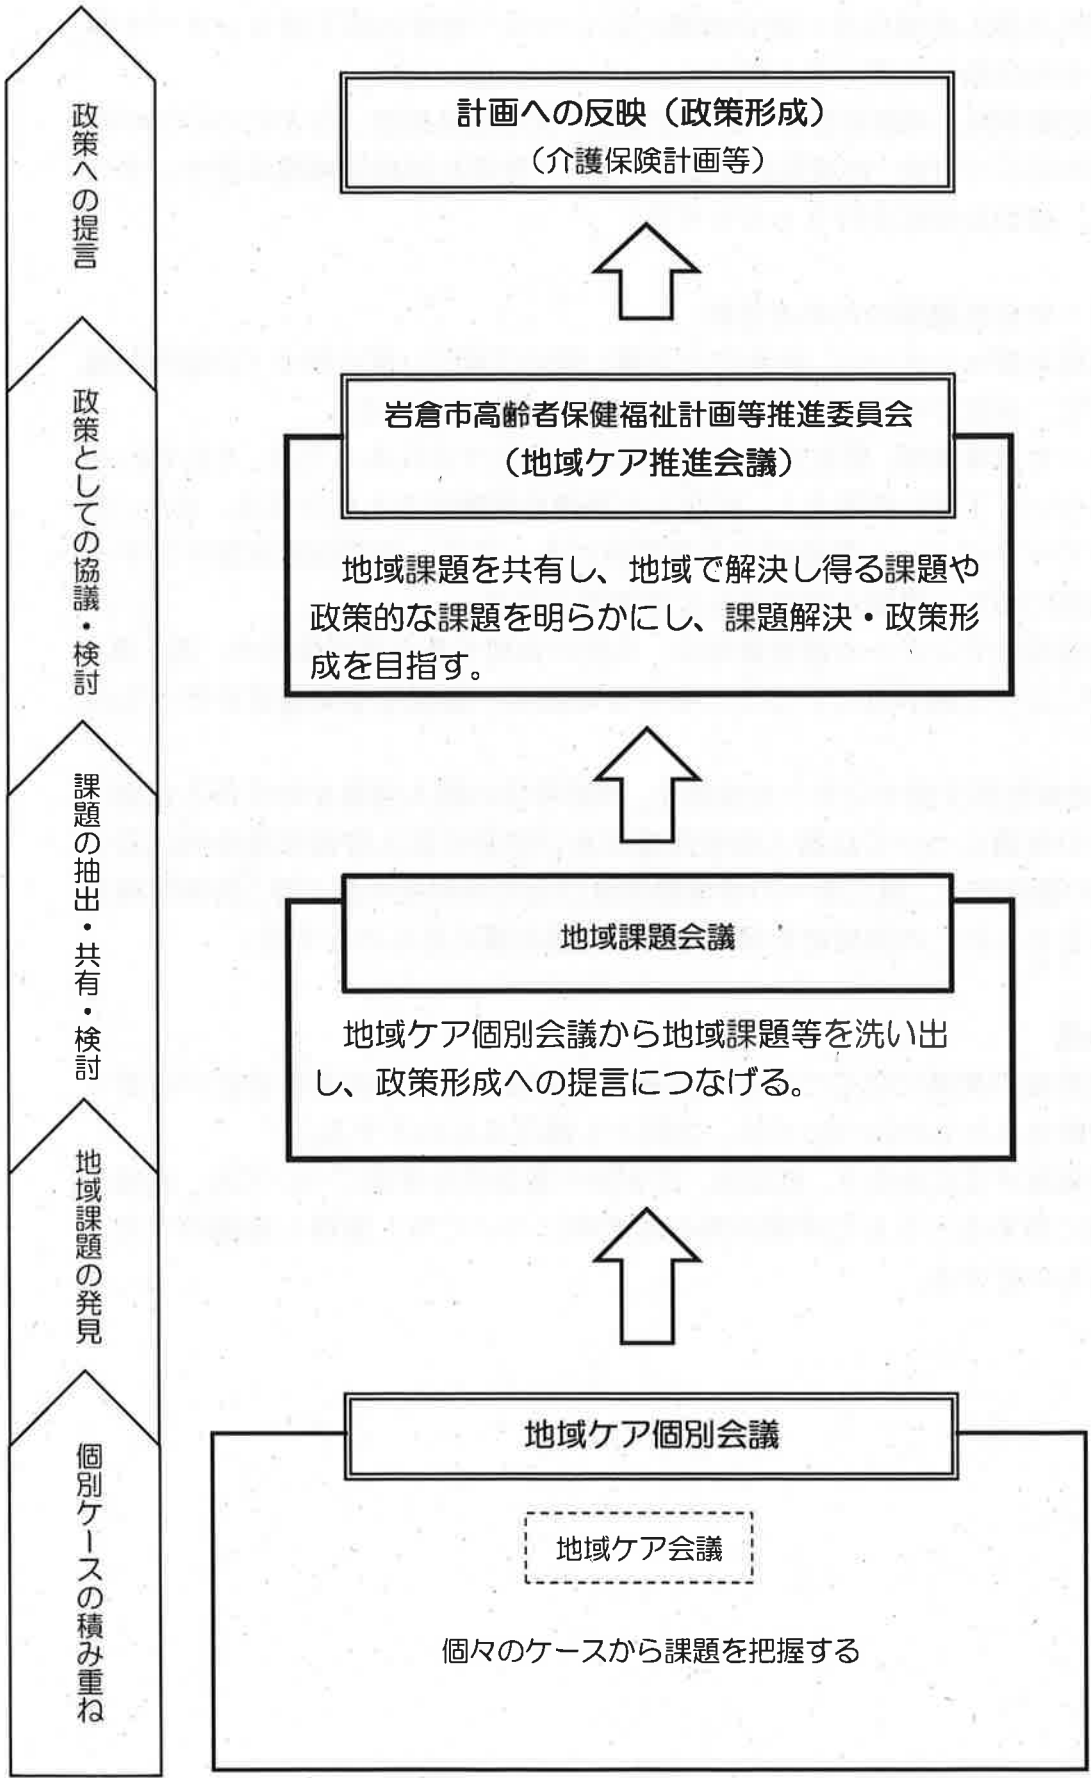 政策への提言
政策としての協議・検討
課題の抽出・共有・検討
地域課題の発見
個別ケースの積み重ね
計画への反映（政策形成）
（介護保険計画等）
岩倉市高齢者保健福祉計画等推進委員会
（地域ケア推進会議）
地域課題を共有し、地域で解決し得る課題や
政策的な課題を明らかにし、課題解決・政策形
成を目指す。
地域課題会議
地域ケア個別会議から地域課題等を洗い出
し、政策形成への提言につなげる。
地域ケア個別会議
地域ケア会議
個々のケースから課題を把握する